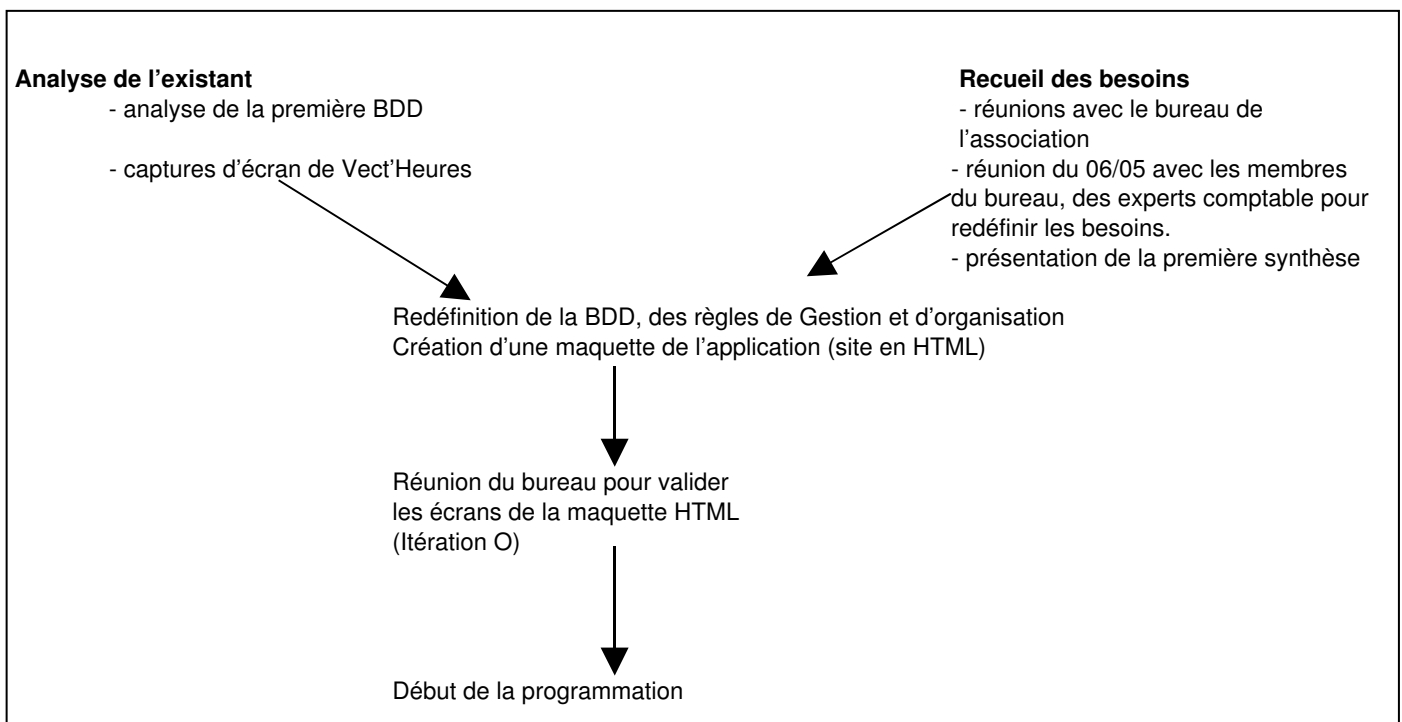 Analyse de l'existant
- analyse de la première BDD
- captures d'écran de Vect'Heures
Recueil des besoins
- réunions avec le bureau de
l'association
- réunion du 06/05 avec les membres
du bureau, des experts comptable pour
redéfinir les besoins.
- présentation de la première synthèse
Redéfinition de la BDD, des règles de Gestion et d'organisation
Création d'une maquette de l'application (site en HTML)
Réunion du bureau pour valider
les écrans de la maquette HTML
(Itération O)
Début de la programmation